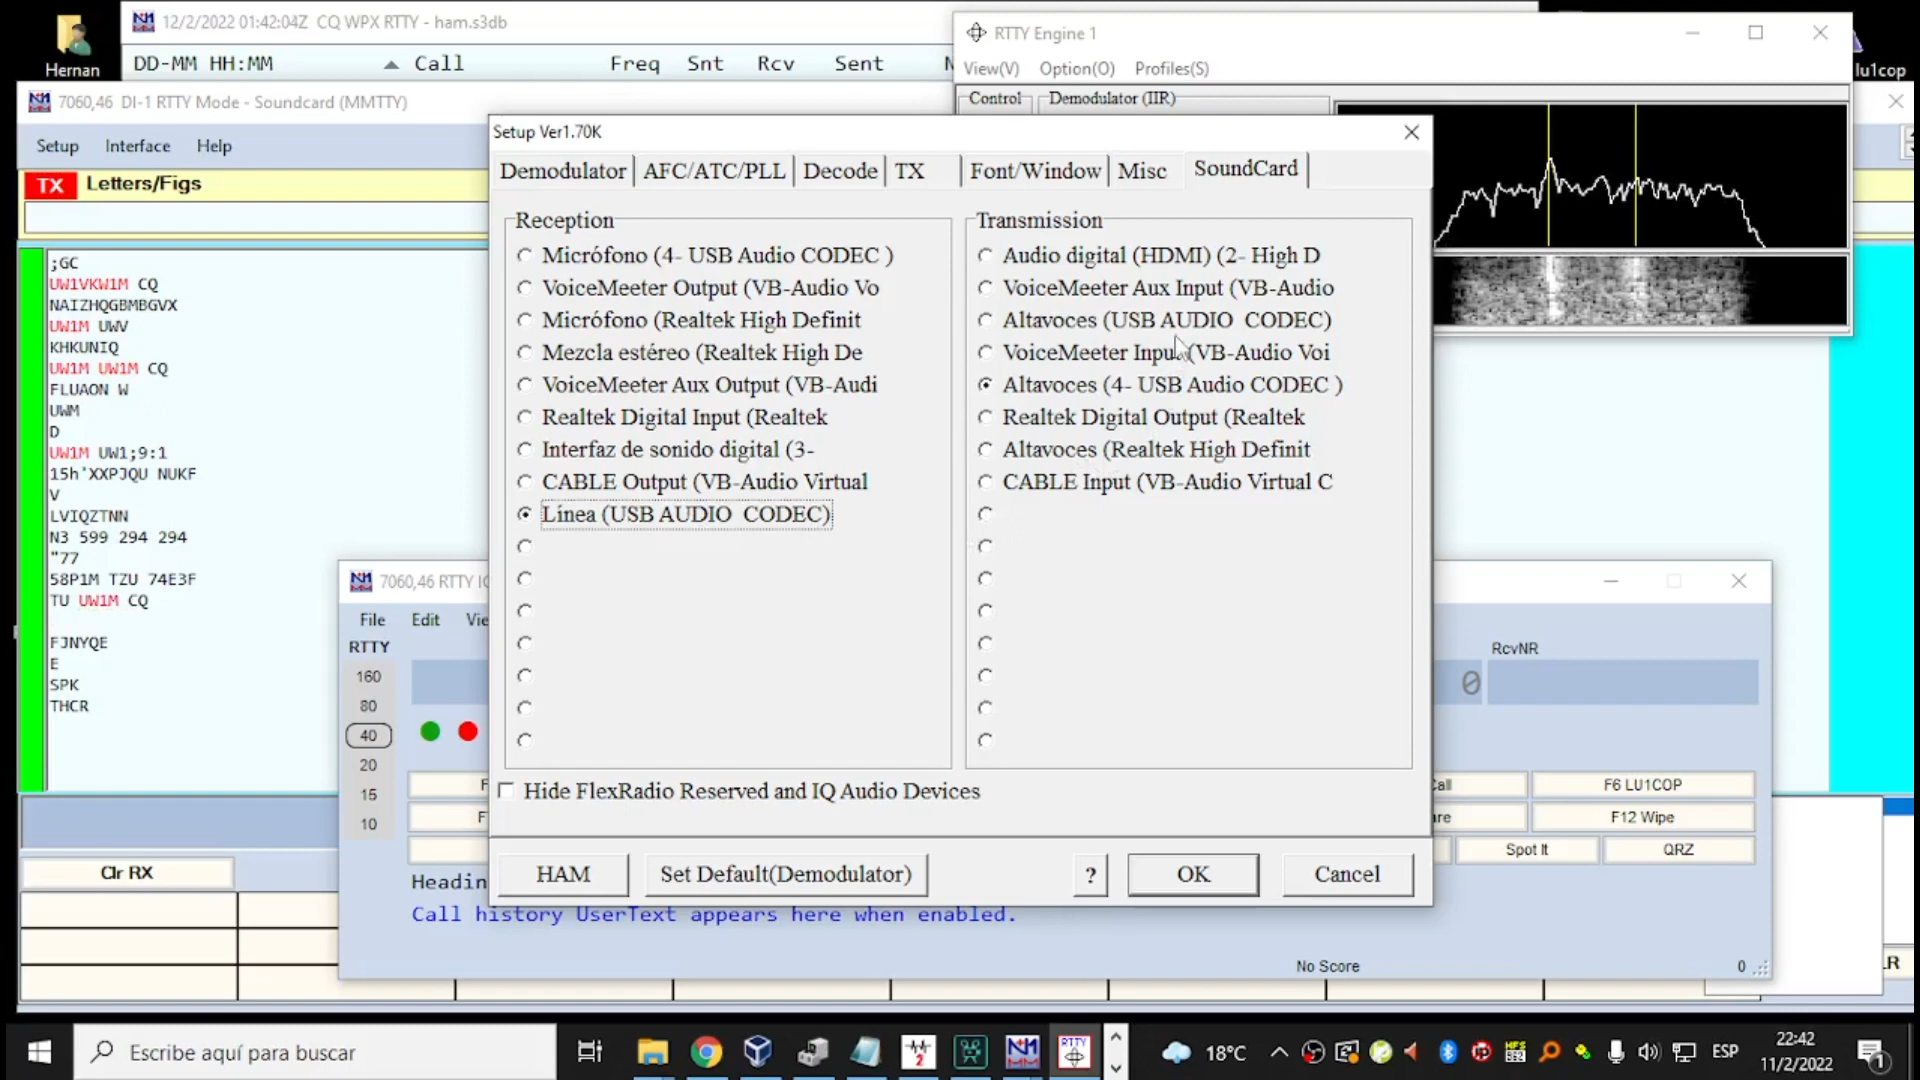 12/2/2022 01:42:04Z CQ WPX RTTY - ham.s3db
Hernan
DD-MM HH:MM Call Freq Snt Rcv Sent
RTTY Engine 1
View(V) Option(O) Profiles(S)
lu1cop
Control Demodulator (IIR)
7060,46 DI-1 RTTY Mode - Soundcard (MMTTY)
Setup Interface Help
TX Letters/Figs
;GC
UW1VKW1M CQ
NAIZHQGBMBGVX
UW1M UWV
KHKUNIQ
UW1M UW1M CQ
FLUAON W
UWM
D
UW1M UW1;9:1
15h'XXPJQU NUKF
V
LVIQZTNN
N3 599 294 294
"77
58P1M TZU 74E3F
TU UW1M CQ
FJNYQE
E
SPK
THCR
Setup Ver1.70K
Demodulator AFC/ATC/PLL Decode TX Font/Window Misc SoundCard
Reception
Micrófono (4- USB Audio CODEC )
VoiceMeeter Output (VB-Audio Vo
Micrófono (Realtek High Definit
Mezcla estéreo (Realtek High De
VoiceMeeter Aux Output (VB-Audi
Realtek Digital Input (Realtek
Interfaz de sonido digital (3-
CABLE Output (VB-Audio Virtual
Línea (USB AUDIO  CODEC)
Transmission
Audio digital (HDMI) (2- High D
VoiceMeeter Aux Input (VB-Audio
Altavoces (USB AUDIO  CODEC)
VoiceMeeter Input (VB-Audio Voi
Altavoces (4- USB Audio CODEC )
Realtek Digital Output (Realtek
Altavoces (Realtek High Definit
CABLE Input (VB-Audio Virtual C
Hide FlexRadio Reserved and IQ Audio Devices
HAM Set Default(Demodulator) ? OK Cancel
7060,46 RTTY
File Edit
RTTY
160
80
40
20
15
10
RcvNR
0
F6 LU1COP
F12 Wipe
Spot It QRZ
Call history UserText appears here when enabled.
No Score 0
Clr RX
Escribe aquí para buscar
18°C
ESP
22:42
11/2/2022
1